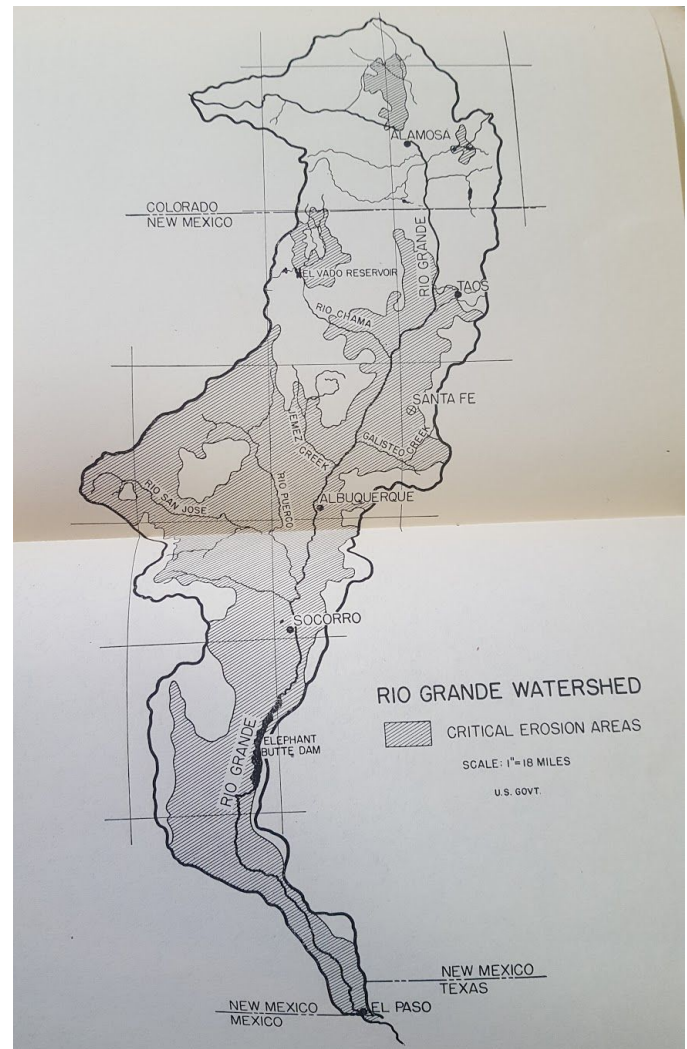 ALAMOSA
COLORADO
NEW MEXICO
RIO GRANDE
EL VADO RESERVOIR
TAOS
RIO CHAMA
SANTA FE
JEMEZ CREEK
GALISTEO CREEK
RIO SAN JOSE
RIO PUERCO
ALBUQUERQUE
SOCORRO
RIO GRANDE WATERSHED
CRITICAL EROSION AREAS
SCALE: 1"=18 MILES
U.S. GOVT.
ELEPHANT
BUTTE DAM
RIO GRANDE
NEW MEXICO
TEXAS
NEW MEXICO
MEXICO
EL PASO